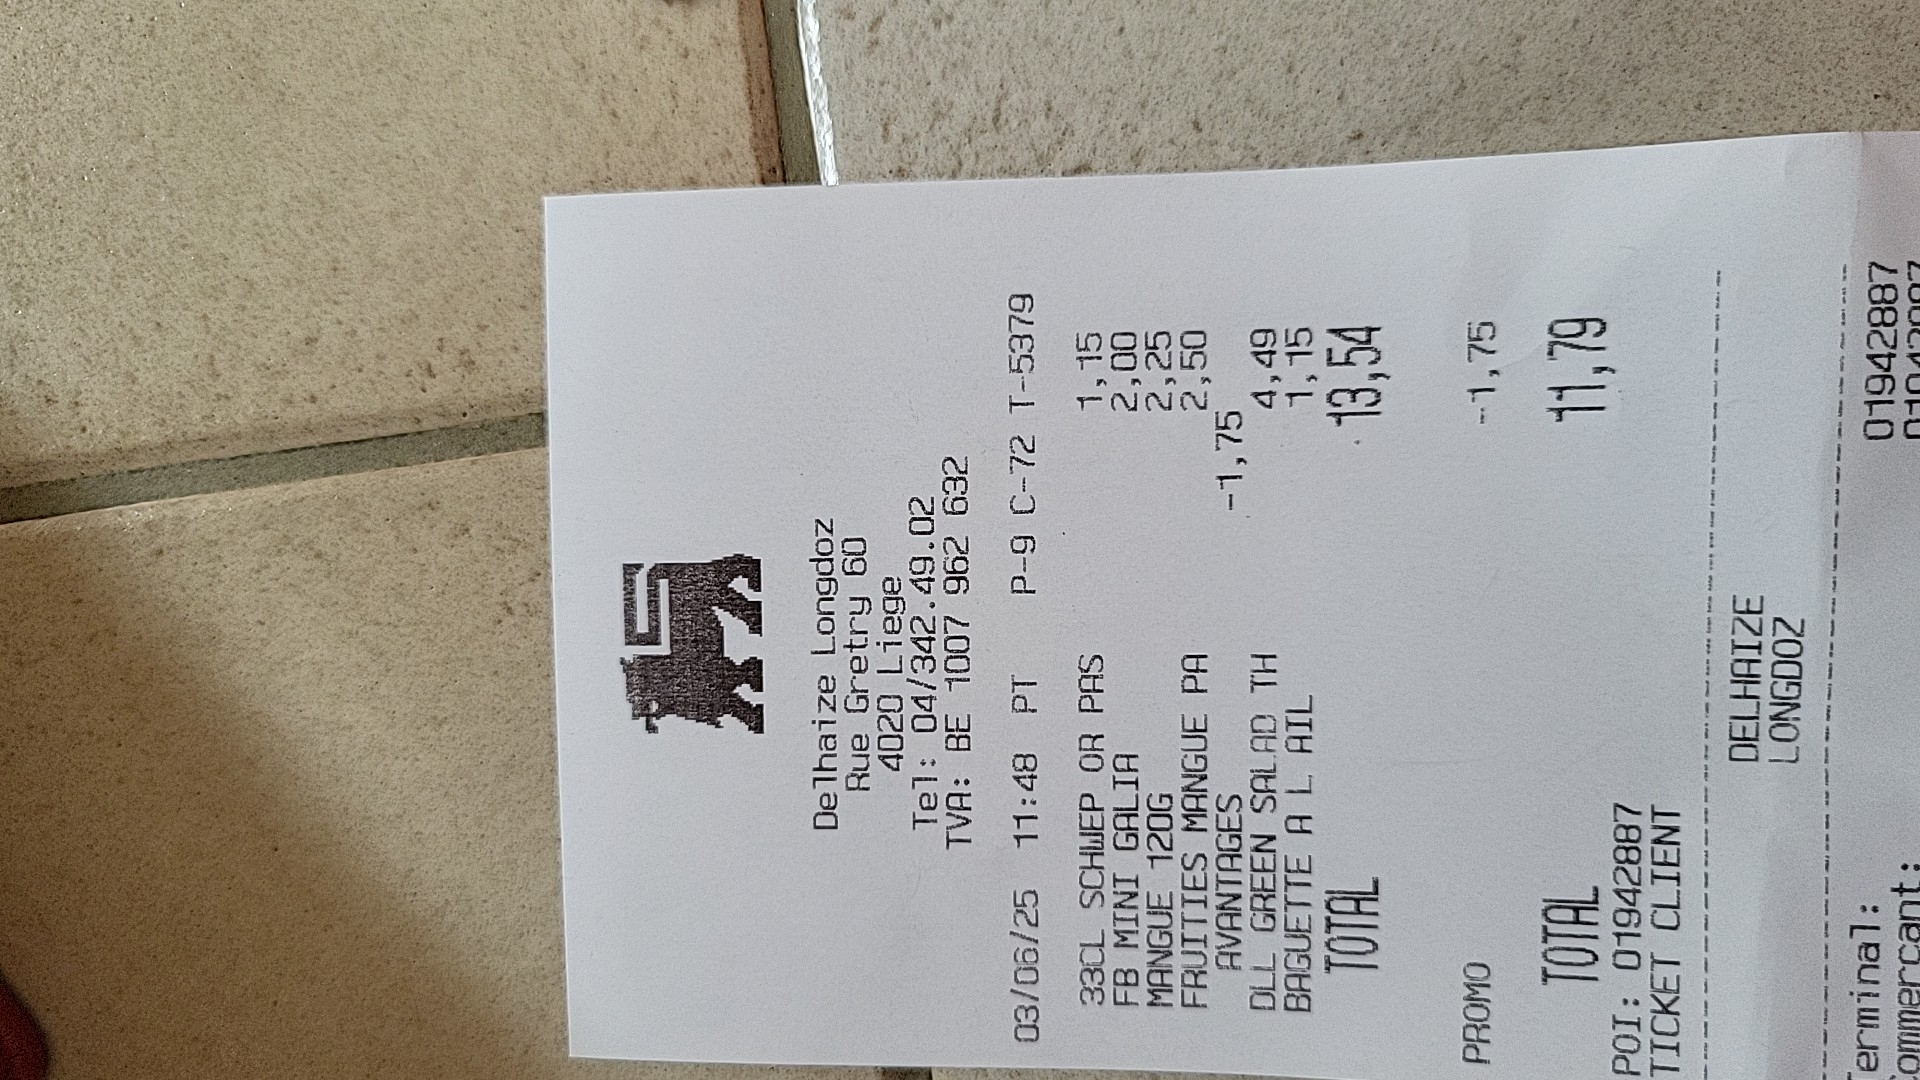 Delhaize Longdoz
Rue Gretry 60
4020 Liege
Tel: 04/342.49.02
TVA: BE 1007 962 632
03/06/25 11:48 PT P-9 C-72 T-5379
33CL SCHWEP OR PAS 1,15
FB MINI GALIA 2,00
MANGUE 120G 2,25
FRUITIES MANGUE PA 2,50
AVANTAGES -1,75
DLL GREEN SALAD TH 4,49
BAGUETTE A L AIL 1,15
TOTAL 13,54
PROMO -1,75
TOTAL 11,79
POI: 01942887
TICKET CLIENT
DELHAIZE
LONGDOZ
Terminal: 01942887